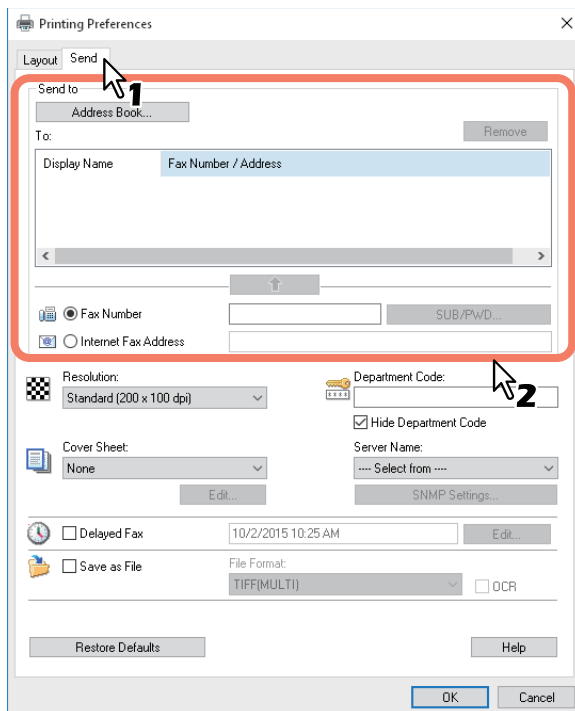 Printing Preferences
Layout Send
1
Send to
Address Book...
To:
Remove
Display Name Fax Number / Address
Fax Number
SUB/PWD...
Internet Fax Address
2
Resolution:
Standard (200 x 100 dpi)
Department Code:
Hide Department Code
Cover Sheet:
None
Edit...
Server Name:
---- Select from ----
SNMP Settings...
Delayed Fax
10/2/2015 10:25 AM
Edit...
Save as File
File Format:
TIFF(MULTI)
OCR
Restore Defaults
Help
OK
Cancel